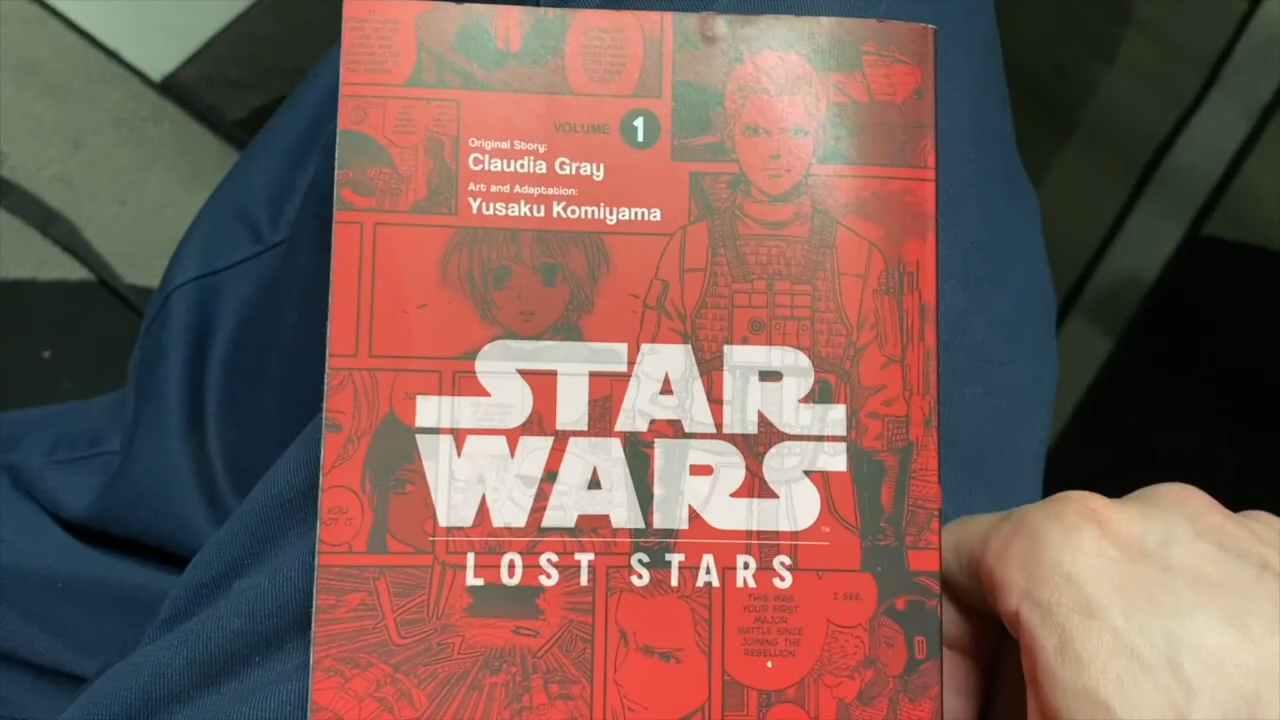 VOLUME 1
Original Story:
Claudia Gray
Art and Adaptation:
Yusaku Komiyama
STAR
WARS
TM
LOST STARS
YOU
GOT IT.
THIS WAS
YOUR FIRST
MAJOR
BATTLE SINCE
JOINING THE
REBELLION.
I SEE.